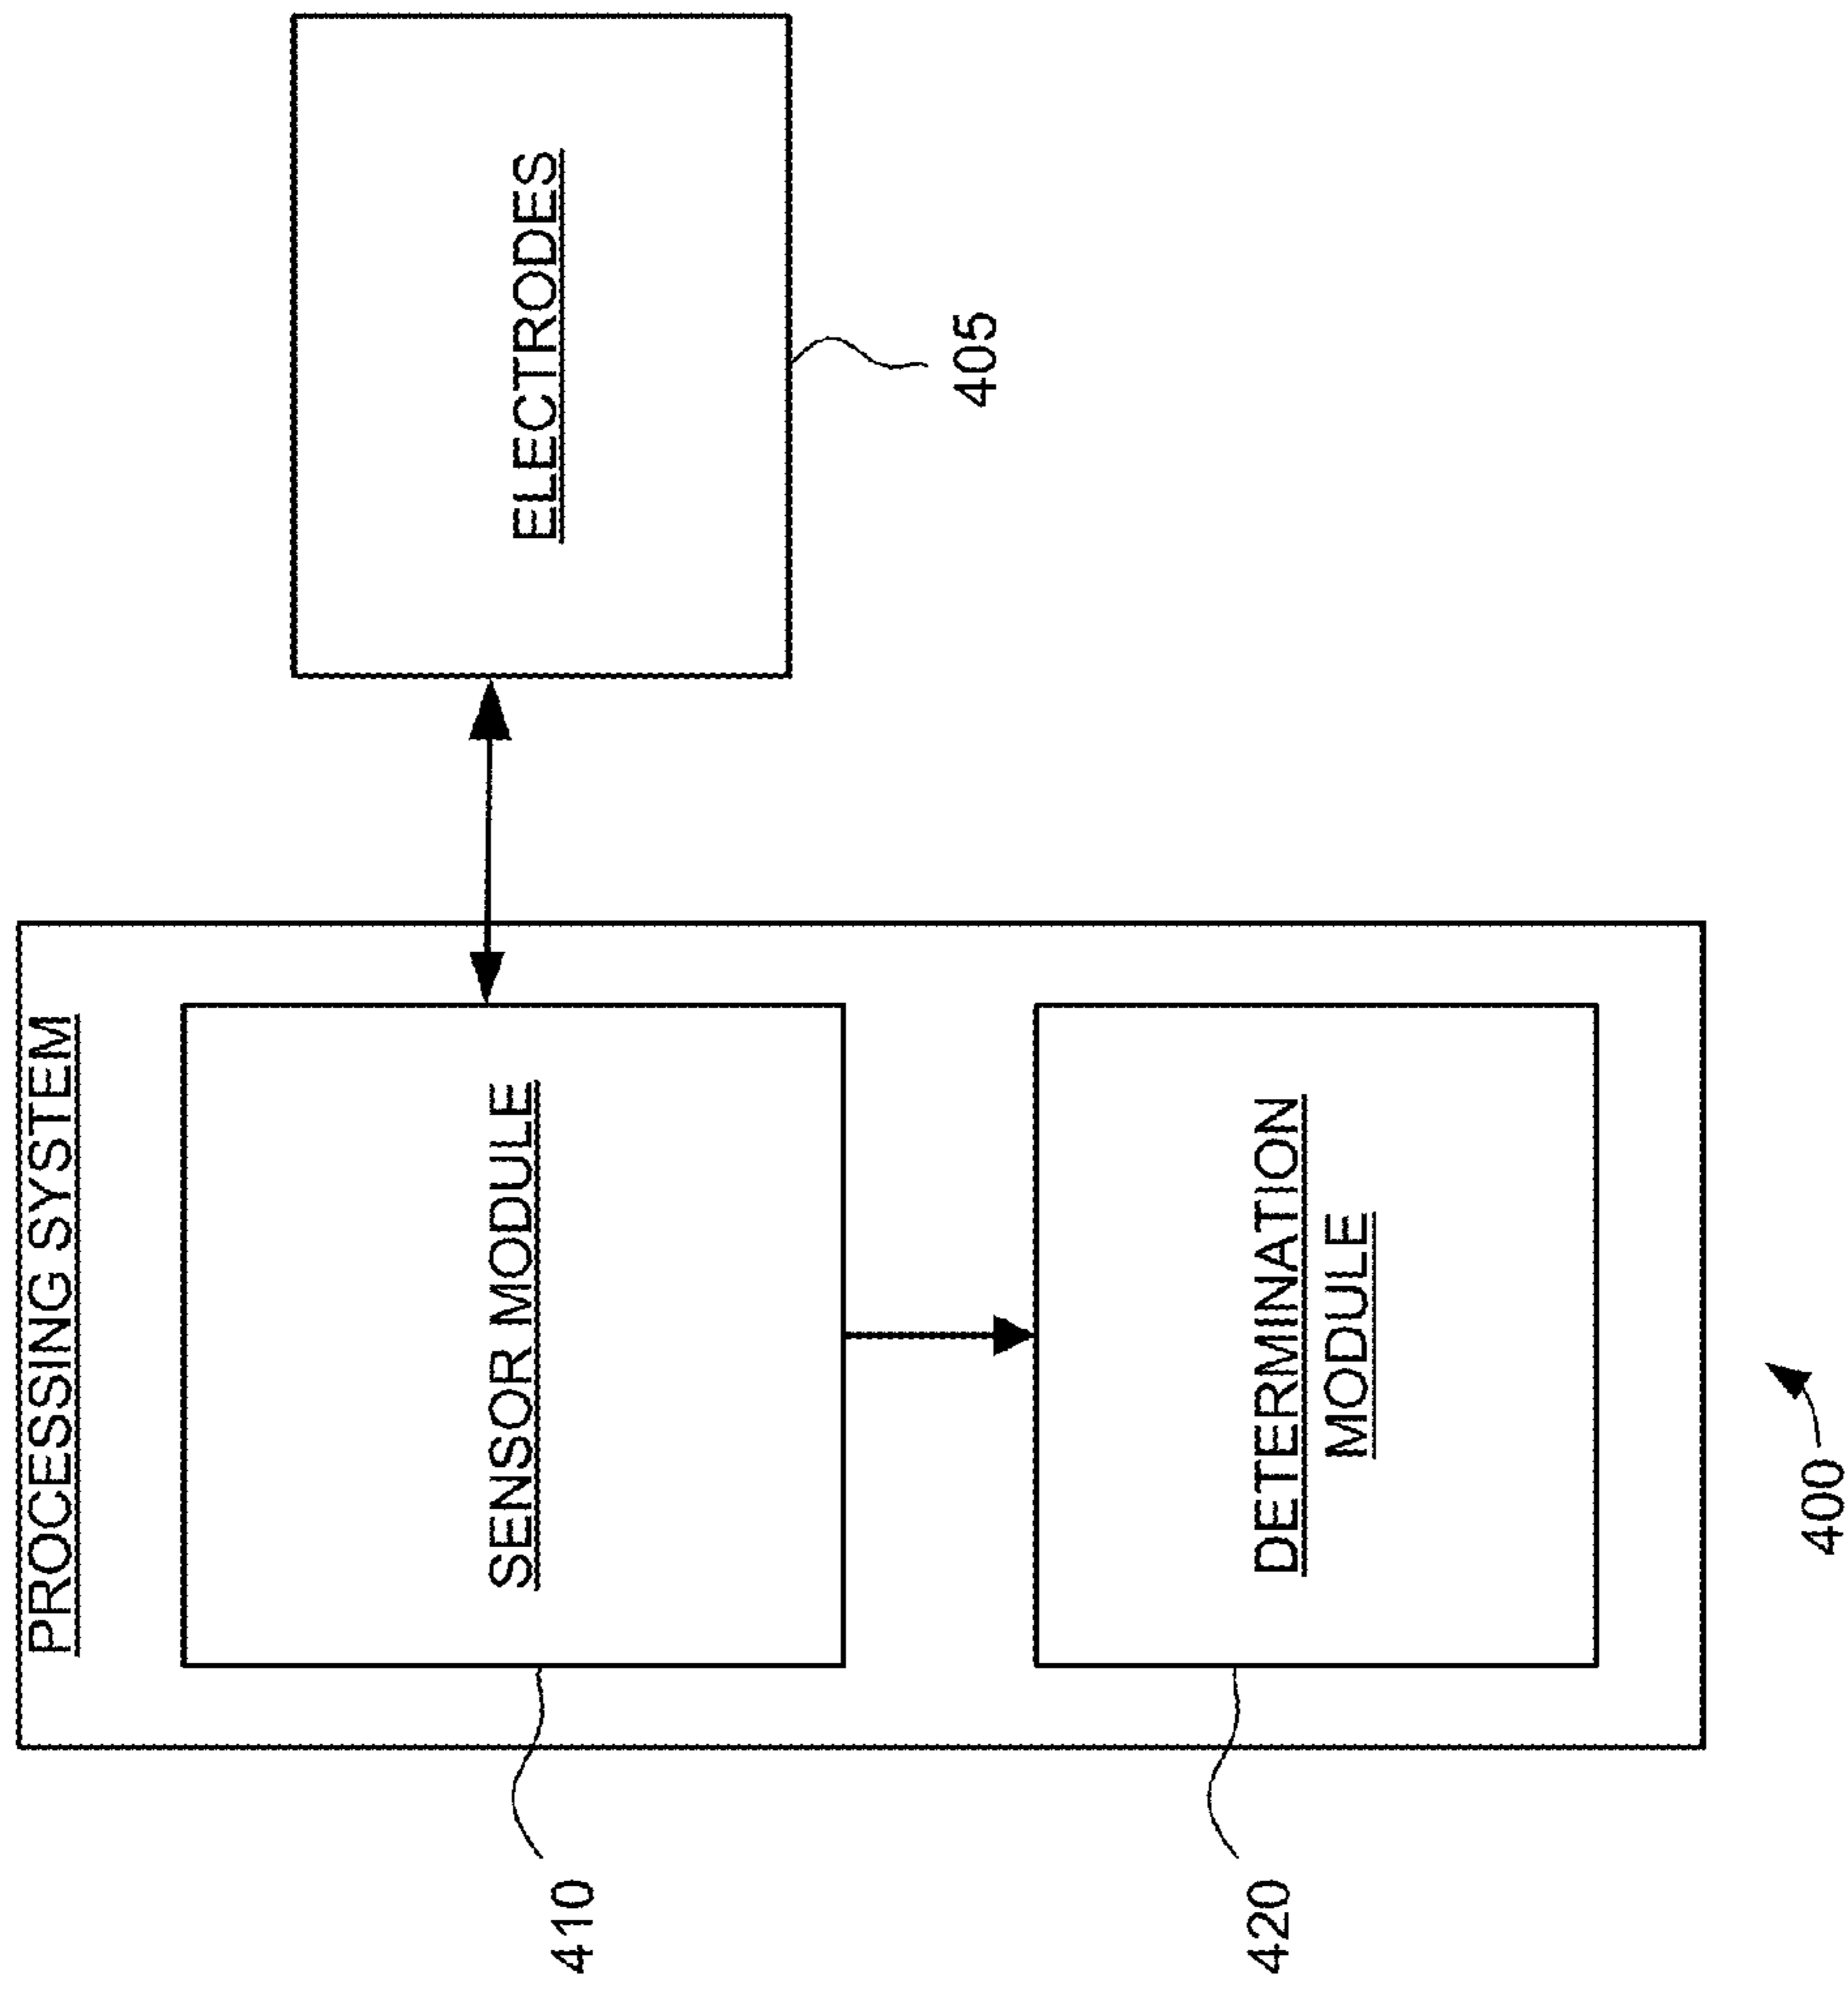 PROCESSING SYSTEM
410
SENSOR MODULE
ELECTRODES
405
420
DETERMINATION
MODULE
400